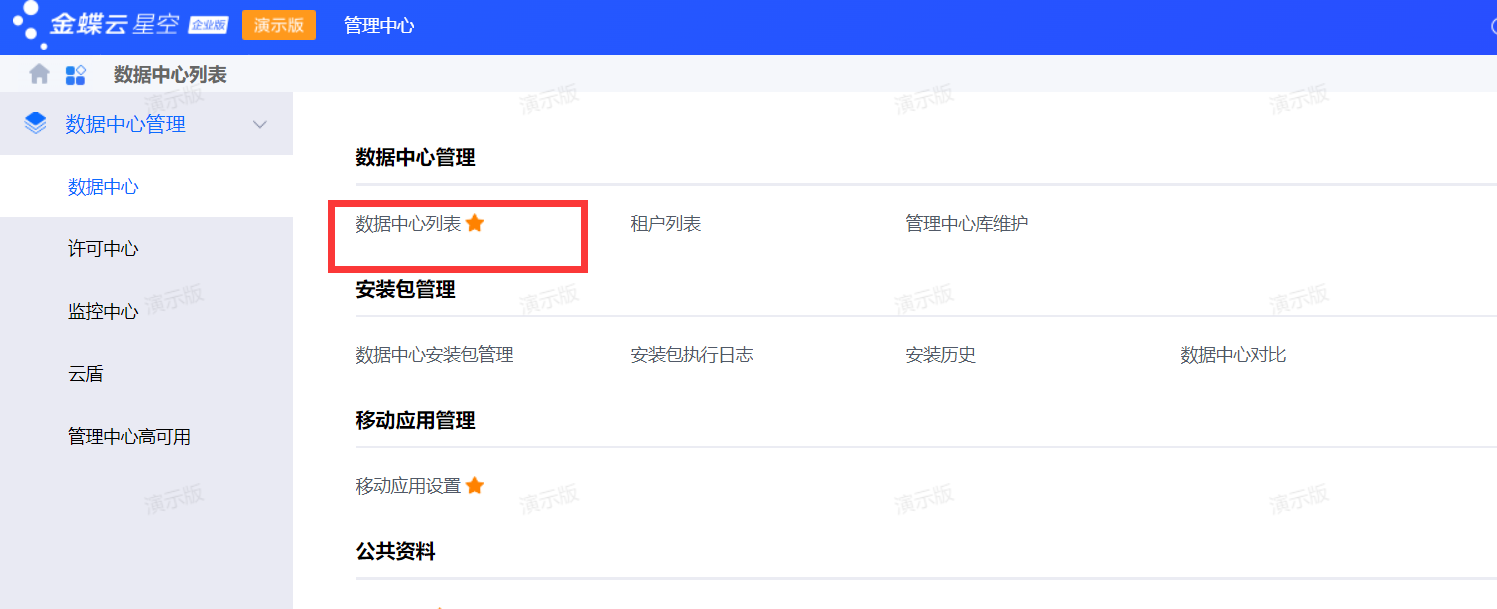 金蝶云星空 企业版 演示版 管理中心
数据中心列表
数据中心管理
数据中心
许可中心
监控中心
云盾
管理中心高可用
数据中心管理
数据中心列表 租户列表 管理中心库维护
安装包管理
数据中心安装包管理 安装包执行日志 安装历史 数据中心对比
移动应用管理
移动应用设置
公共资料
演示版 演示版 演示版 演示版
演示版 演示版 演示版 演示版
演示版 演示版 演示版 演示版